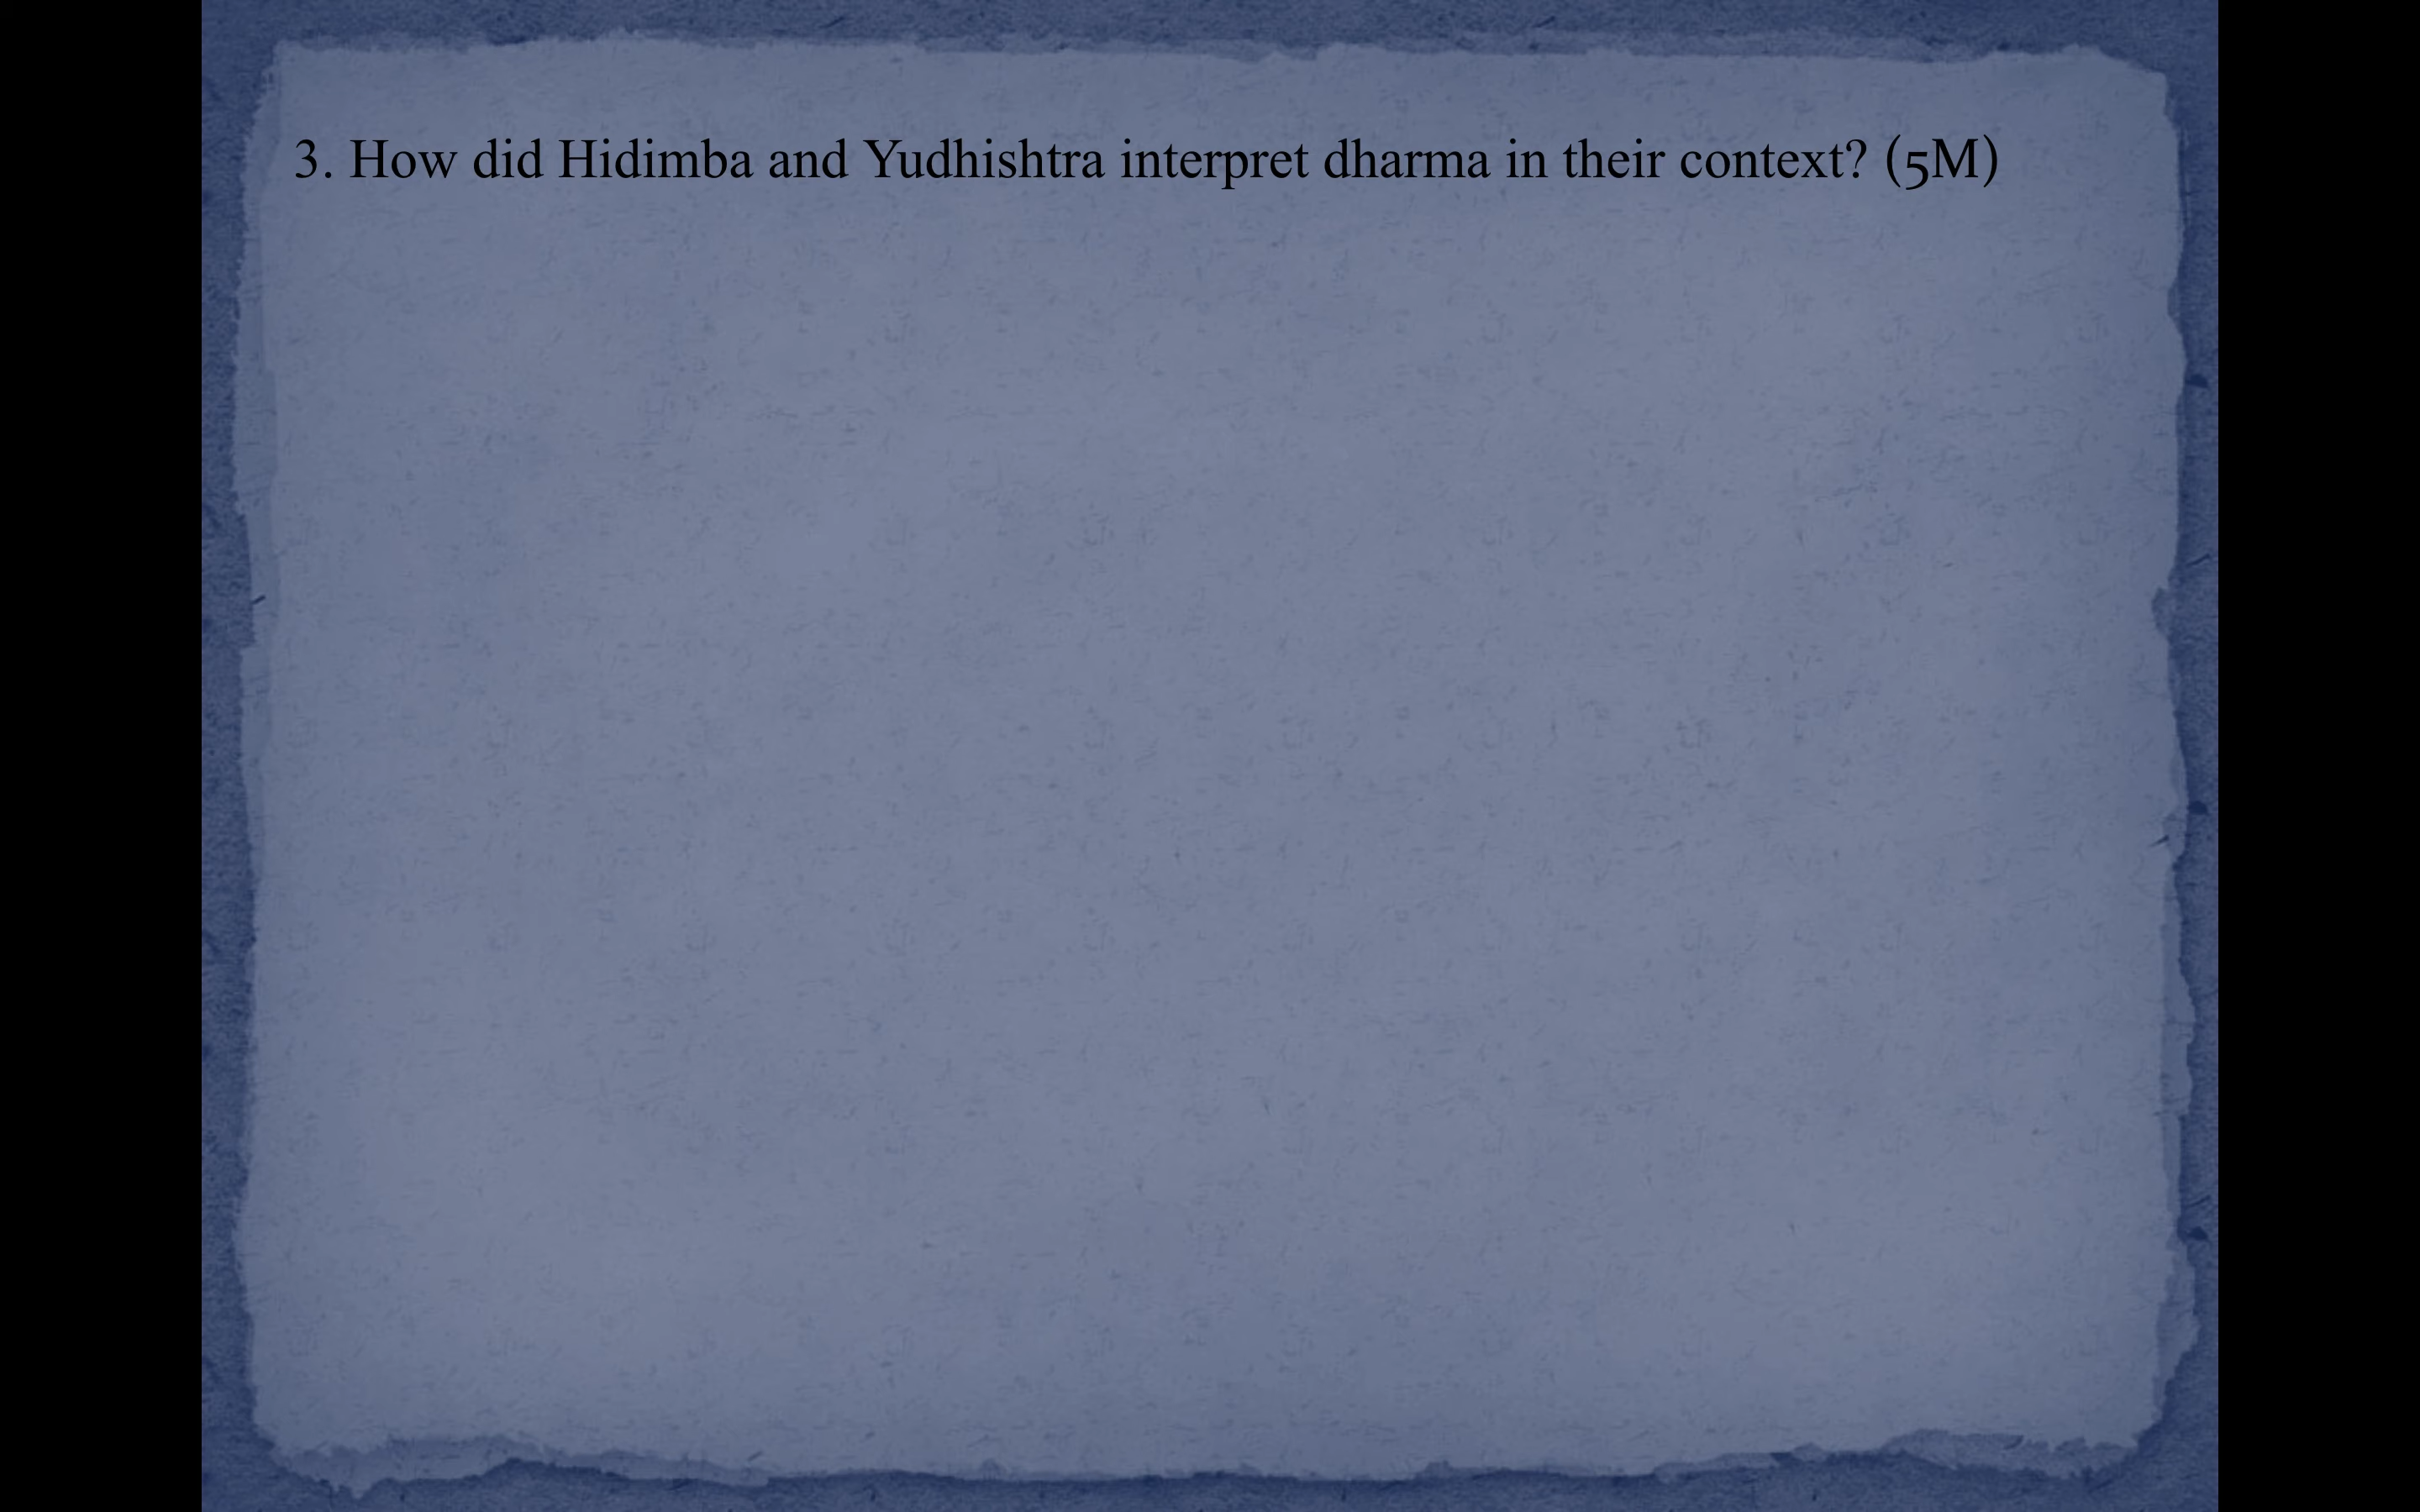 3. How did Hidimba and Yudhishtra interpret dharma in their context? (5M)